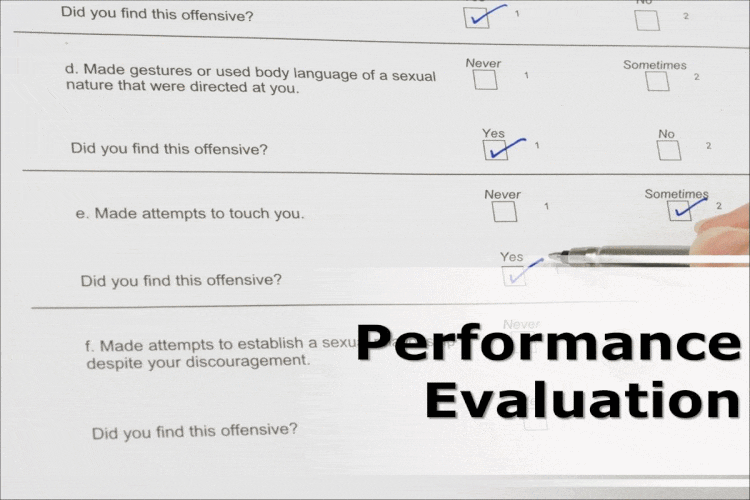 Did you find this offensive? 1 2
d. Made gestures or used body language of a sexual
nature that were directed at you.
Never 1 Sometimes 2
Did you find this offensive?
Yes 1 No 2
e. Made attempts to touch you.
Never 1 Sometimes 2
Did you find this offensive?
Yes
f. Made attempts to establish a
despite your discouragement.
Never
Did you find this offensive?
Performance
Evaluation